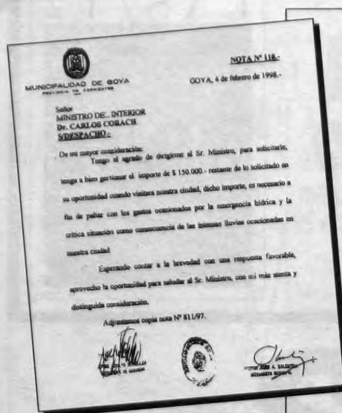 MUNICIPALIDAD DE GOYA
PROVINCIA DE CORRIENTES
NOTA Nº 118.-
GOYA, 4 de febrero de 1998.-
Señor
MINISTRO DE INTERIOR
Dr. CARLOS CORACH
S/DESPACHO.-
De mi mayor consideración:
Tengo el agrado de dirigirme al Sr. Ministro, para solicitarle,
tenga a bien gestionar el importe de $ 150.000.- restante de lo solicitado en
su oportunidad cuando visitara nuestra ciudad, dicho importe, es necesario a
fin de paliar con los gastos ocasionados por la emergencia hídrica y la
crítica situación como consecuencia de las intensas lluvias ocacionadas en
nuestra ciudad.
Esperando contar a la brevedad con una respuesta favorable,
aprovecho la oportunidad para saludar al Sr. Ministro, con mi más atenta y
distinguida consideración.
Adjuntamos copia nota Nº 811/97.